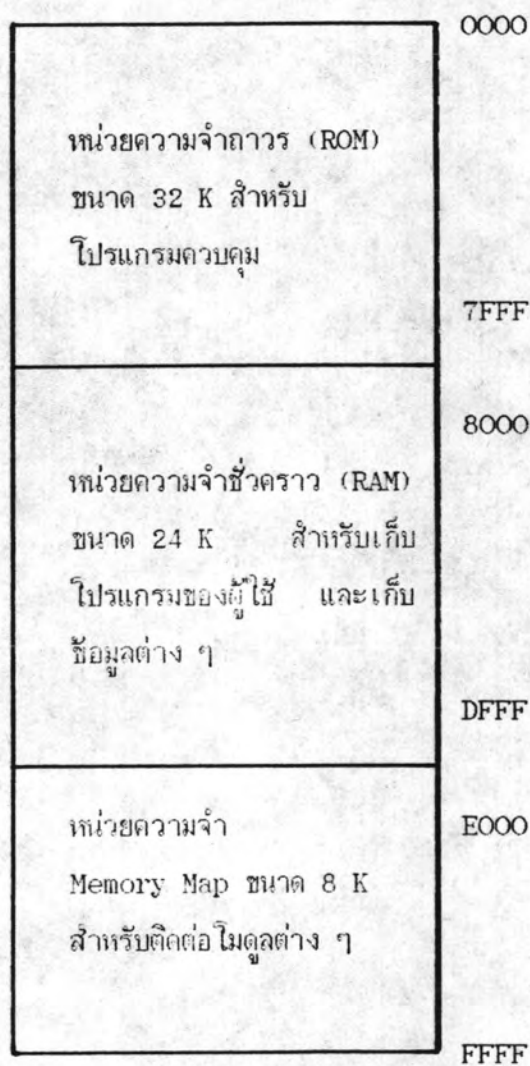 0000
หน่วยความจำถาวร (ROM)
ขนาด 32 K สำหรับ
โปรแกรมควบคุม
7FFF
8000
หน่วยความจำชั่วคราว (RAM)
ขนาด 24 K สำหรับเก็บ
โปรแกรมของผู้ใช้ และเก็บ
ข้อมูลต่าง ๆ
DFFF
หน่วยความจำ E000
Memory Map ขนาด 8 K
สำหรับติดต่อโมดูลต่าง ๆ
FFFF